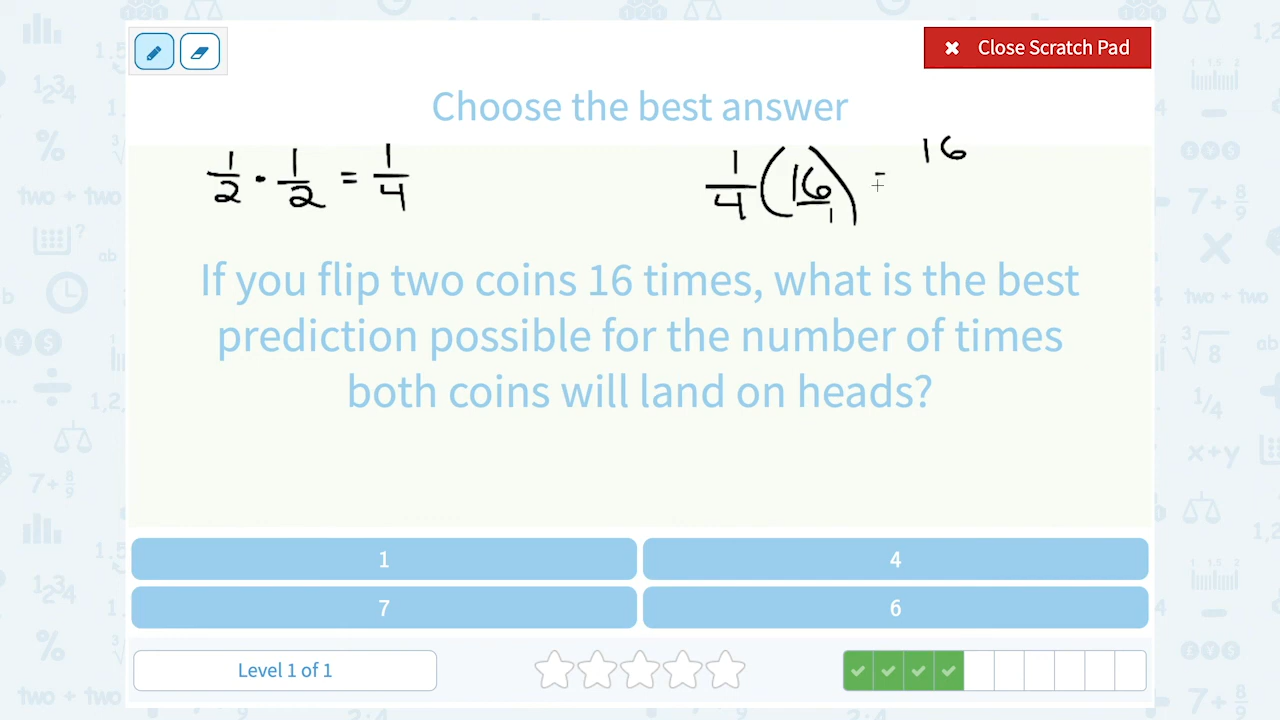 Close Scratch Pad
Choose the best answer
1/2 · 1/2 = 1/4
1/4 (16/1) = 16
If you flip two coins 16 times, what is the best
prediction possible for the number of times
both coins will land on heads?
1
4
7
6
Level 1 of 1